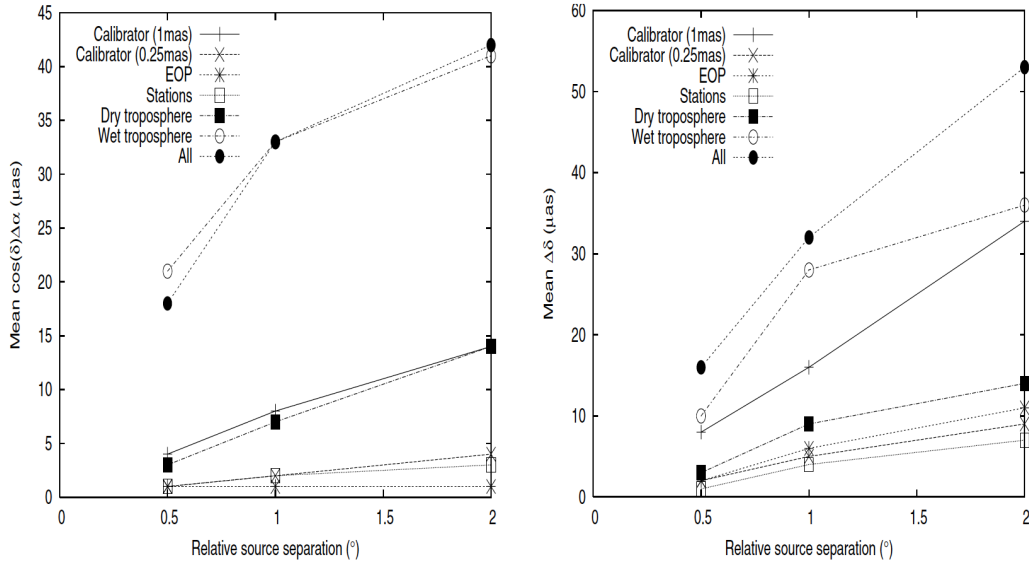 45
40
35
30
25
20
15
10
5
0
Mean cos(δ)Δα (μas)
Calibrator (1mas)
Calibrator (0.25mas)
EOP
Stations
Dry troposphere
Wet troposphere
All
0 0.5 1 1.5 2
Relative source separation (°)
60
50
40
30
20
10
0
Mean Δδ (μas)
Calibrator (1mas)
Calibrator (0.25mas)
EOP
Stations
Dry troposphere
Wet troposphere
All
0 0.5 1 1.5 2
Relative source separation (°)